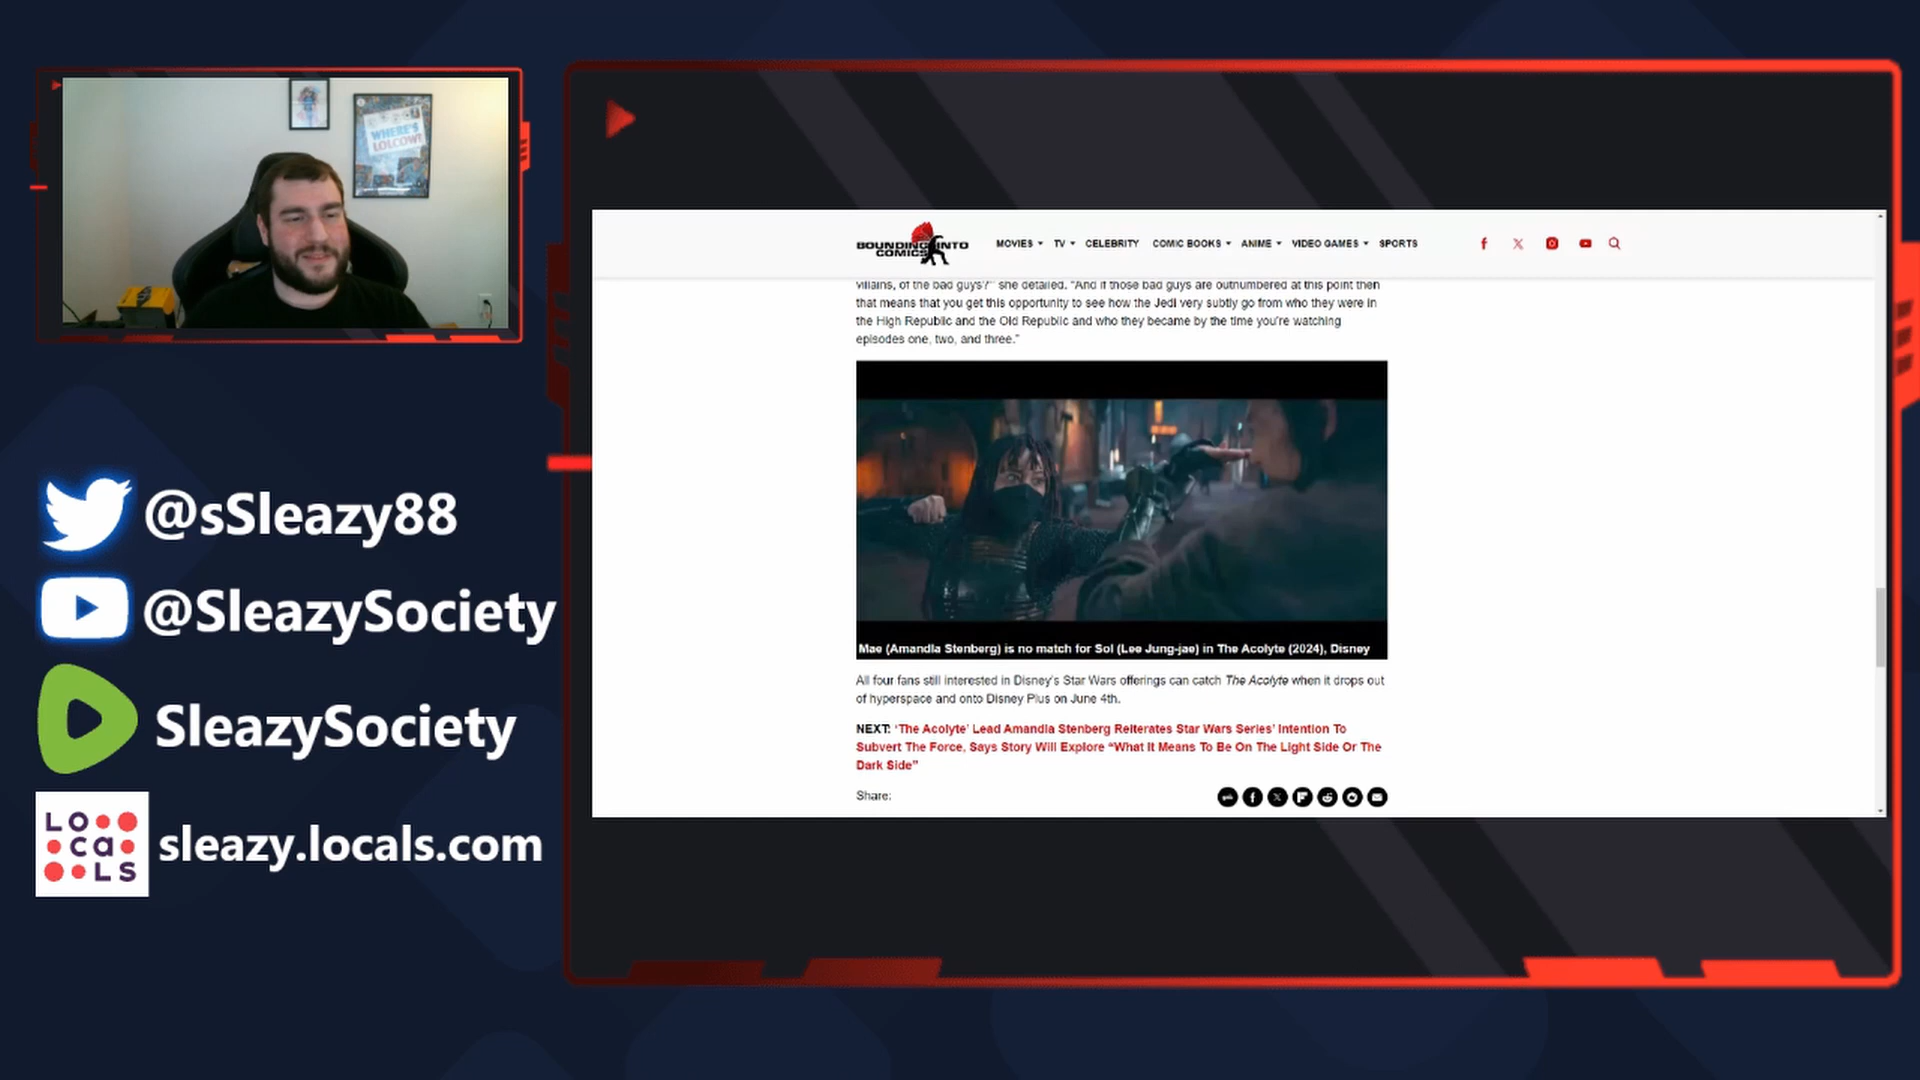 WHERE'S
LOLCOW?
@sSleazy88
@SleazySociety
SleazySociety
LOcaLS
sleazy.locals.com
BOUNDING INTO
COMICS
MOVIES TV CELEBRITY COMIC BOOKS ANIME VIDEO GAMES SPORTS
villains, of the bad guys?” she detailed. “And if those bad guys are outnumbered at this point then
that means that you get this opportunity to see how the Jedi very subtly go from who they were in
the High Republic and the Old Republic and who they became by the time you’re watching
episodes one, two, and three.”
Mae (Amandla Stenberg) is no match for Sol (Lee Jung-jae) in The Acolyte (2024), Disney
All four fans still interested in Disney’s Star Wars offerings can catch The Acolyte when it drops out
of hyperspace and onto Disney Plus on June 4th.
NEXT: ‘The Acolyte’ Lead Amandla Stenberg Reiterates Star Wars Series’ Intention To
Subvert The Force, Says Story Will Explore “What It Means To Be On The Light Side Or The
Dark Side”
Share: